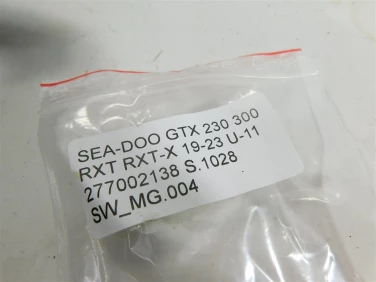 SEA-DOO GTX 230 300
RXT RXT-X 19-23 U-11
277002138 S.1028
SW_MG.004